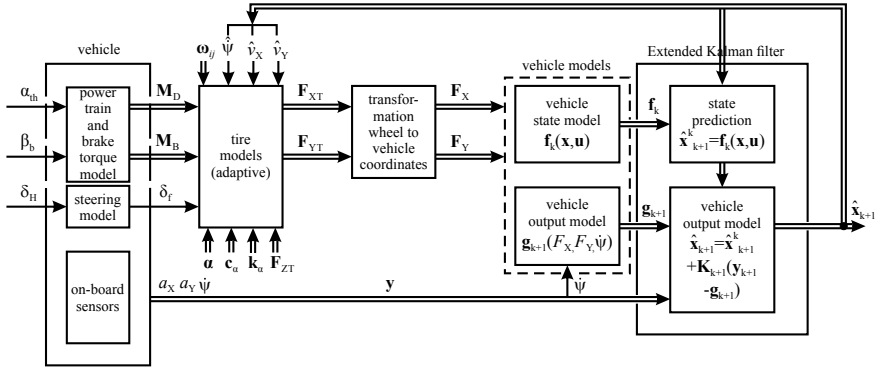 vehicle
α_th
β_b
δ_H
power
train
and
brake
torque
model
steering
model
on-board
sensors
M_D
M_B
δ_f
a_X a_Y ψ̇
ω_ij
ψ̂̇
v̂_X
v̂_Y
tire
models
(adaptive)
α
c_α
k_α
F_ZT
F_XT
F_YT
transfor-
mation
wheel to
vehicle
coordinates
F_X
F_Y
y
vehicle models
vehicle
state model
f_k(x,u)
vehicle
output model
g_k+1(F_X,F_Y,ψ̇)
ψ̇
Extended Kalman filter
f_k
g_k+1
state
prediction
x̂^k_k+1=f_k(x,u)
vehicle
output model
x̂_k+1=x̂^k_k+1
+K_k+1(y_k+1
-g_k+1)
x̂_k+1